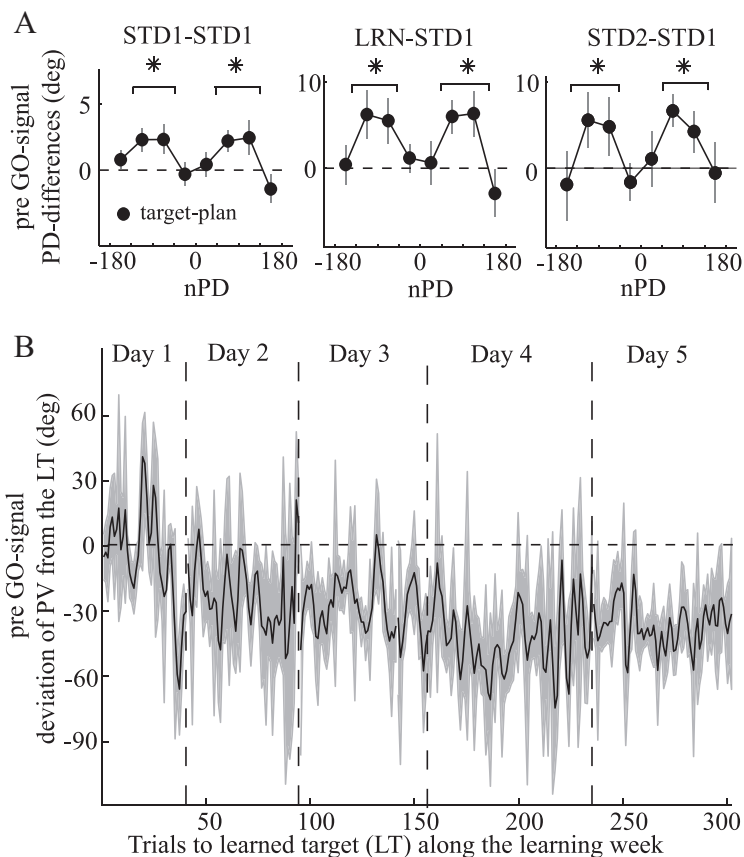 A
STD1-STD1 LRN-STD1 STD2-STD1
* * * * * *
pre GO-signal
PD-differences (deg)
5
0
10
0
10
0
target-plan
-180 0 180 -180 0 180 -180 0 180
nPD nPD nPD
B
Day 1 Day 2 Day 3 Day 4 Day 5
pre GO-signal
deviation of PV from the LT (deg)
60
30
0
-30
-60
-90
50 100 150 200 250 300
Trials to learned target (LT) along the learning week